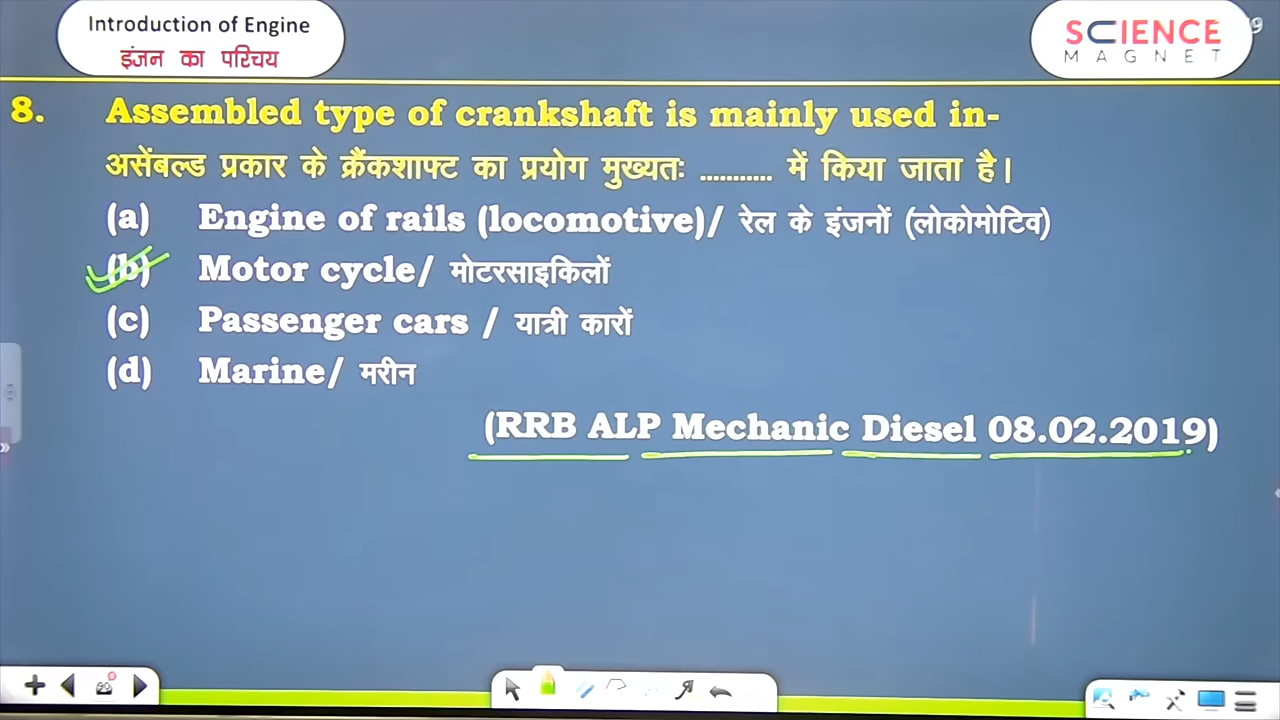 Introduction of Engine
इंजन का परिचय
SCIENCE
MAGNET
9
8. Assembled type of crankshaft is mainly used in-
असेंबल्ड प्रकार के क्रैंकशाफ्ट का प्रयोग मुख्यतः ........... में किया जाता है।
(a) Engine of rails (locomotive)/ रेल के इंजनों (लोकोमोटिव)
(b) Motor cycle/ मोटरसाइकिलों
(c) Passenger cars / यात्री कारों
(d) Marine/ मरीन
(RRB ALP Mechanic Diesel 08.02.2019)